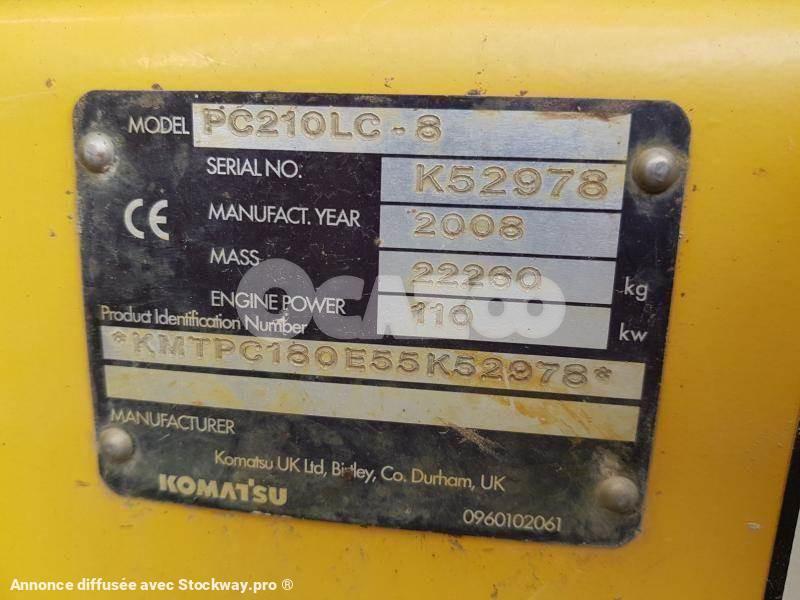 MODEL PC210LC-8
SERIAL NO. K52978
CE
MANUFACT. YEAR 2008
MASS 22260 kg
ENGINE POWER 110 kw
Product Identification Number
*KMTPC180E55K52978*
MANUFACTURER
Komatsu UK Ltd, Birtley, Co. Durham, UK
KOMATSU
0960102061
Annonce diffusée avec Stockway.pro ®